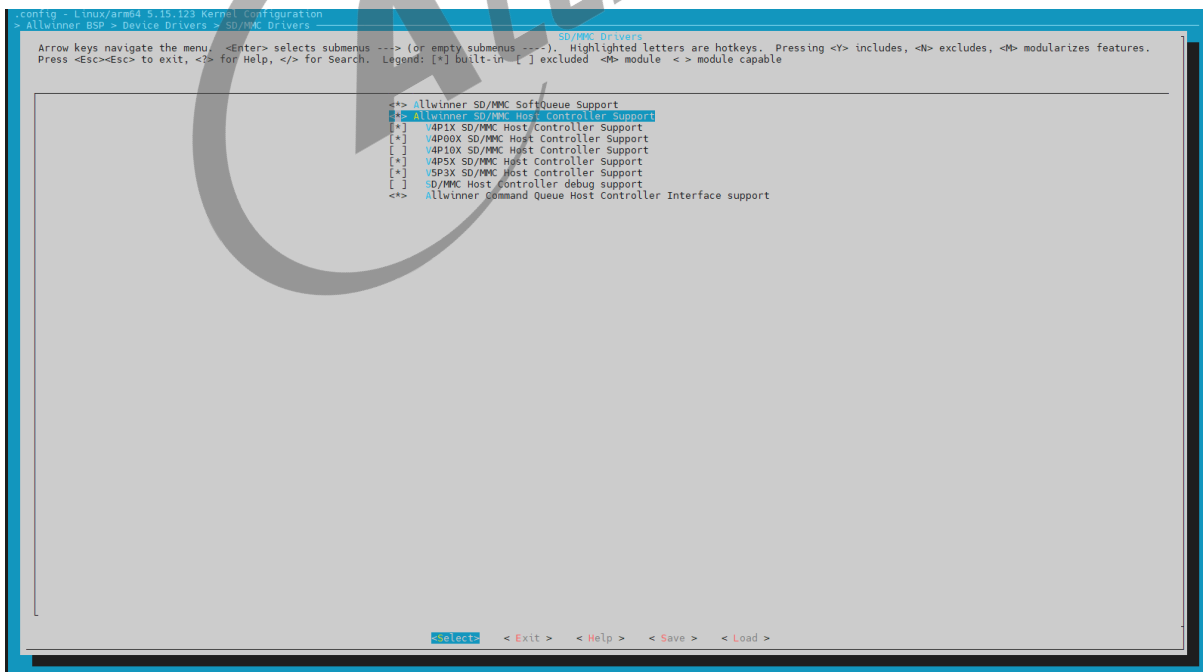 .config - Linux/arm64 5.15.123 Kernel Configuration
> Allwinner BSP > Device Drivers > SD/MMC Drivers
SD/MMC Drivers
Arrow keys navigate the menu. <Enter> selects submenus ---> (or empty submenus ----). Highlighted letters are hotkeys. Pressing <Y> includes, <N> excludes, <M> modularizes features.
Press <Esc><Esc> to exit, <?> for Help, </> for Search. Legend: [*] built-in [ ] excluded <M> module < > module capable
<*> Allwinner SD/MMC SoftQueue Support
<*> Allwinner SD/MMC Host Controller Support
[*] V4P1X SD/MMC Host Controller Support
[*] V4P00X SD/MMC Host Controller Support
[ ] V4P10X SD/MMC Host Controller Support
[*] V4P5X SD/MMC Host Controller Support
[*] V5P3X SD/MMC Host Controller Support
[ ] SD/MMC Host Controller debug support
<*> Allwinner Command Queue Host Controller Interface support
<Select> < Exit > < Help > < Save > < Load >